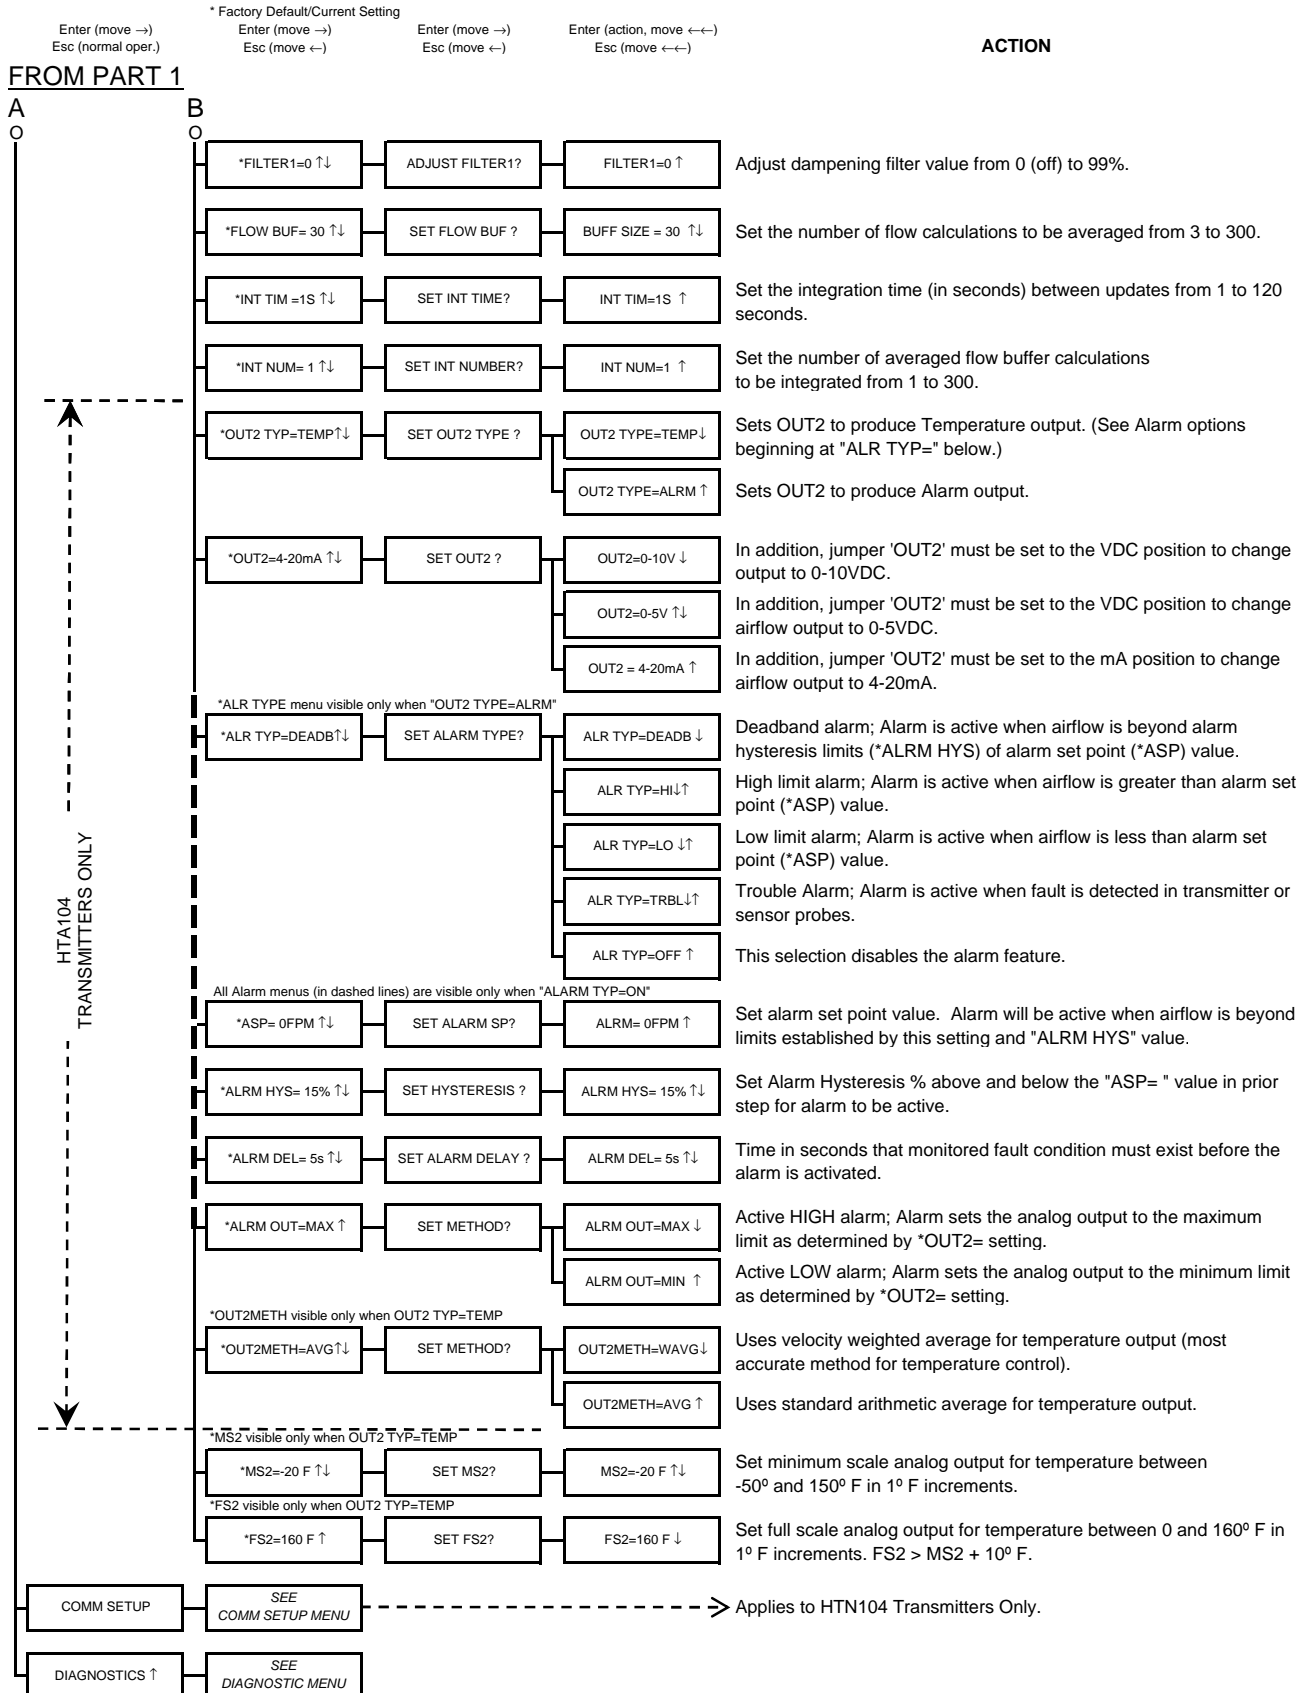 * Factory Default/Current Setting
Enter (move →)
Esc (normal oper.)
Enter (move →)
Esc (move ←)
Enter (move →)
Esc (move ←)
Enter (action, move ←←)
Esc (move ←←)
ACTION
FROM PART 1
A
B
O
O
*FILTER1=0 ↑↓
ADJUST FILTER1?
FILTER1=0 ↑
Adjust dampening filter value from 0 (off) to 99%.
*FLOW BUF= 30 ↑↓
SET FLOW BUF ?
BUFF SIZE = 30 ↑↓
Set the number of flow calculations to be averaged from 3 to 300.
*INT TIM =1S ↑↓
SET INT TIME?
INT TIM=1S ↑
Set the integration time (in seconds) between updates from 1 to 120
seconds.
*INT NUM= 1 ↑↓
SET INT NUMBER?
INT NUM=1 ↑
Set the number of averaged flow buffer calculations
to be integrated from 1 to 300.
*OUT2 TYP=TEMP↑↓
SET OUT2 TYPE ?
OUT2 TYPE=TEMP↓
Sets OUT2 to produce Temperature output. (See Alarm options
beginning at "ALR TYP=" below.)
OUT2 TYPE=ALRM ↑
Sets OUT2 to produce Alarm output.
*OUT2=4-20mA ↑↓
SET OUT2 ?
OUT2=0-10V ↓
In addition, jumper 'OUT2' must be set to the VDC position to change
output to 0-10VDC.
OUT2=0-5V ↑↓
In addition, jumper 'OUT2' must be set to the VDC position to change
airflow output to 0-5VDC.
OUT2 = 4-20mA ↑
In addition, jumper 'OUT2' must be set to the mA position to change
airflow output to 4-20mA.
*ALR TYPE menu visible only when "OUT2 TYPE=ALRM"
*ALR TYP=DEADB↑↓
SET ALARM TYPE?
ALR TYP=DEADB ↓
Deadband alarm; Alarm is active when airflow is beyond alarm
hysteresis limits (*ALRM HYS) of alarm set point (*ASP) value.
ALR TYP=HI↓↑
High limit alarm; Alarm is active when airflow is greater than alarm set
point (*ASP) value.
ALR TYP=LO ↓↑
Low limit alarm; Alarm is active when airflow is less than alarm set
point (*ASP) value.
ALR TYP=TRBL↓↑
Trouble Alarm; Alarm is active when fault is detected in transmitter or
sensor probes.
ALR TYP=OFF ↑
This selection disables the alarm feature.
HTA104
TRANSMITTERS ONLY
All Alarm menus (in dashed lines) are visible only when "ALARM TYP=ON"
*ASP= 0FPM ↑↓
SET ALARM SP?
ALRM= 0FPM ↑
Set alarm set point value.  Alarm will be active when airflow is beyond
limits established by this setting and "ALRM HYS" value.
*ALRM HYS= 15% ↑↓
SET HYSTERESIS ?
ALRM HYS= 15% ↑↓
Set Alarm Hysteresis % above and below the "ASP= " value in prior
step for alarm to be active.
*ALRM DEL= 5s ↑↓
SET ALARM DELAY ?
ALRM DEL= 5s ↑↓
Time in seconds that monitored fault condition must exist before the
alarm is activated.
*ALRM OUT=MAX ↑
SET METHOD?
ALRM OUT=MAX ↓
Active HIGH alarm; Alarm sets the analog output to the maximum
limit as determined by *OUT2= setting.
ALRM OUT=MIN ↑
Active LOW alarm; Alarm sets the analog output to the minimum limit
as determined by *OUT2= setting.
*OUT2METH visible only when OUT2 TYP=TEMP
*OUT2METH=AVG↑↓
SET METHOD?
OUT2METH=WAVG↓
Uses velocity weighted average for temperature output (most
accurate method for temperature control).
OUT2METH=AVG ↑
Uses standard arithmetic average for temperature output.
*MS2 visible only when OUT2 TYP=TEMP
*MS2=-20 F ↑↓
SET MS2?
MS2=-20 F ↑↓
Set minimum scale analog output for temperature between
-50º and 150º F in 1º F increments.
*FS2 visible only when OUT2 TYP=TEMP
*FS2=160 F ↑
SET FS2?
FS2=160 F ↓
Set full scale analog output for temperature between 0 and 160º F in
1º F increments. FS2 > MS2 + 10º F.
COMM SETUP
SEE
COMM SETUP MENU
Applies to HTN104 Transmitters Only.
DIAGNOSTICS ↑
SEE
DIAGNOSTIC MENU